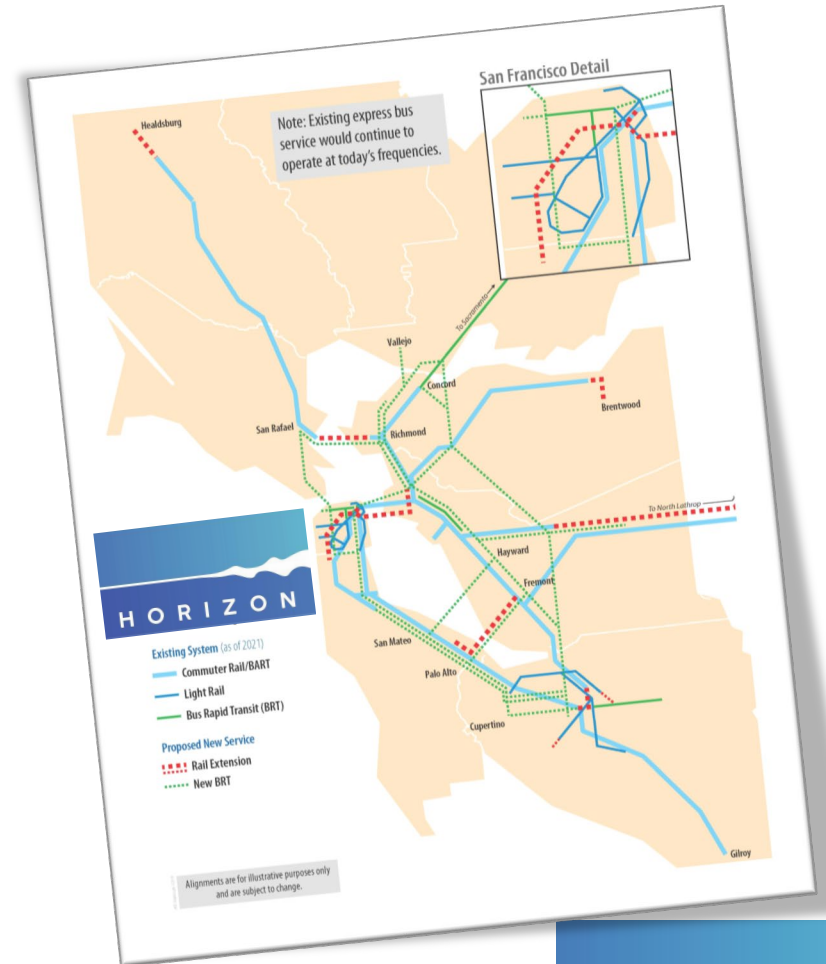 San Francisco Detail
Note: Existing express bus
service would continue to
operate at today's frequencies.
Healdsburg
To Sacramento
Vallejo
Concord
Brentwood
San Rafael
Richmond
To North Lathrop
Hayward
Fremont
HORIZON
San Mateo
Palo Alto
Cupertino
Gilroy
Existing System (as of 2021)
Commuter Rail/BART
Light Rail
Bus Rapid Transit (BRT)
Proposed New Service
Rail Extension
New BRT
Alignments are for illustrative purposes only
and are subject to change.